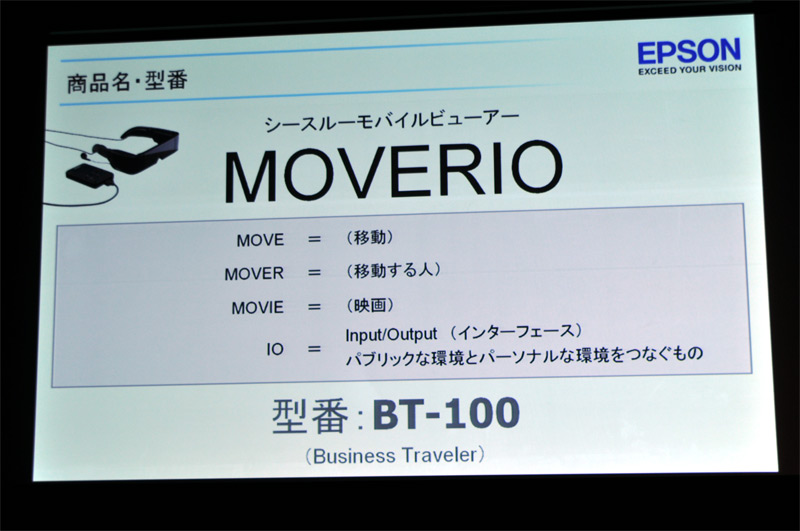 商品名・型番
EPSON
EXCEED YOUR VISION
シースルーモバイルビューアー
MOVERIO
MOVE = (移動)
MOVER = (移動する人)
MOVIE = (映画)
IO = Input/Output (インターフェース)
パブリックな環境とパーソナルな環境をつなぐもの
型番：BT-100
(Business Traveler)